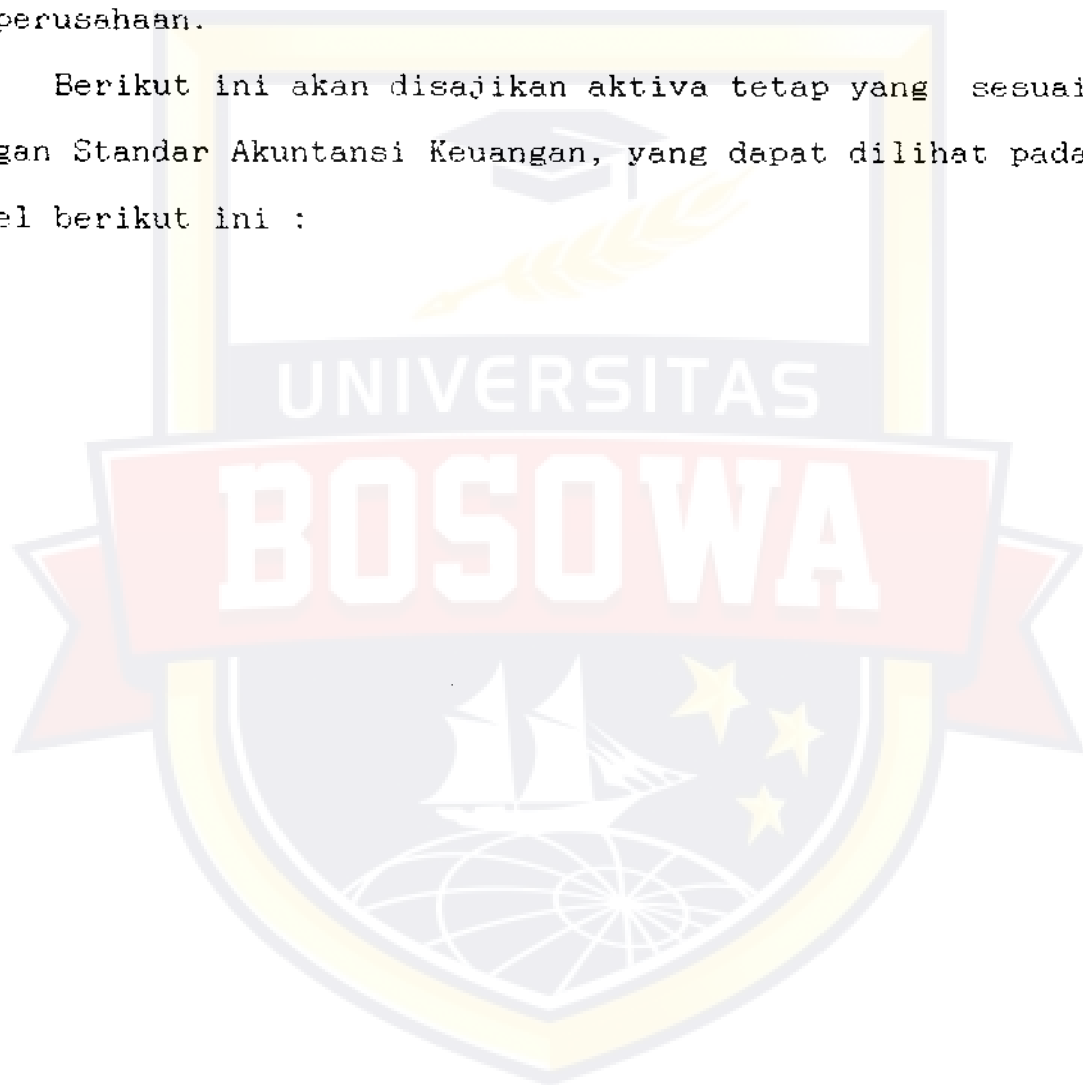 perusahaan.
Berikut ini akan disajikan aktiva tetap yang sesuai
gan Standar Akuntansi Keuangan, yang dapat dilihat pada
el berikut ini :
UNIVERSITAS
BOSOWA